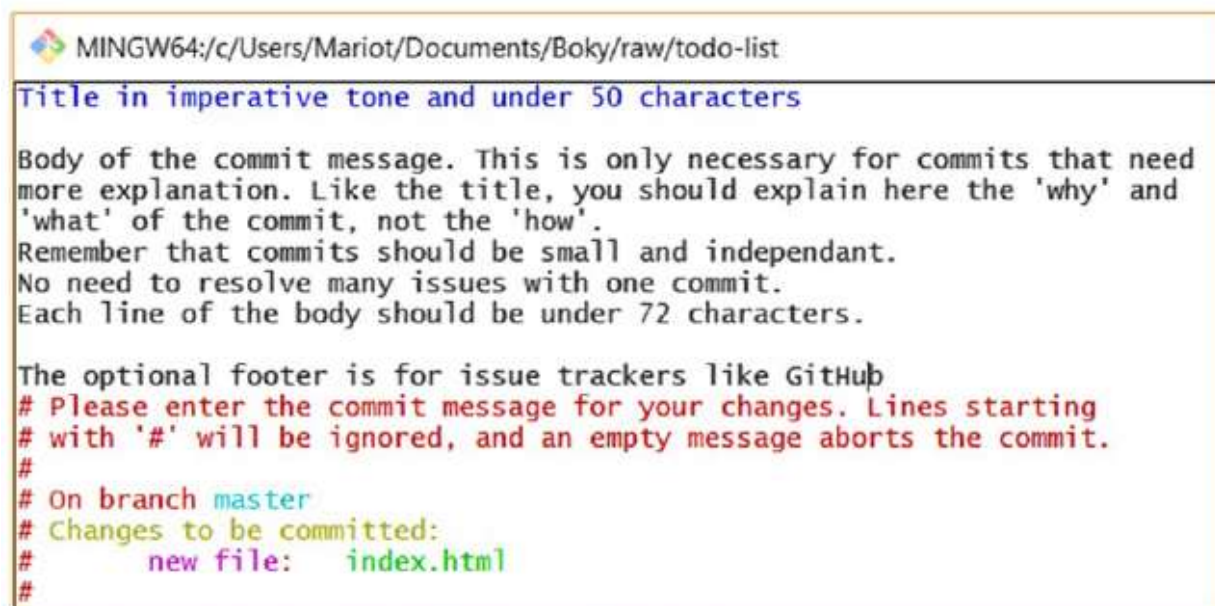 MINGW64:/c/Users/Mariot/Documents/Boky/raw/todo-list
Title in imperative tone and under 50 characters
Body of the commit message. This is only necessary for commits that need
more explanation. Like the title, you should explain here the 'why' and
'what' of the commit, not the 'how'.
Remember that commits should be small and independant.
No need to resolve many issues with one commit.
Each line of the body should be under 72 characters.
The optional footer is for issue trackers like GitHub
# Please enter the commit message for your changes. Lines starting
# with '#' will be ignored, and an empty message aborts the commit.
#
# On branch master
# Changes to be committed:
#       new file:   index.html
#